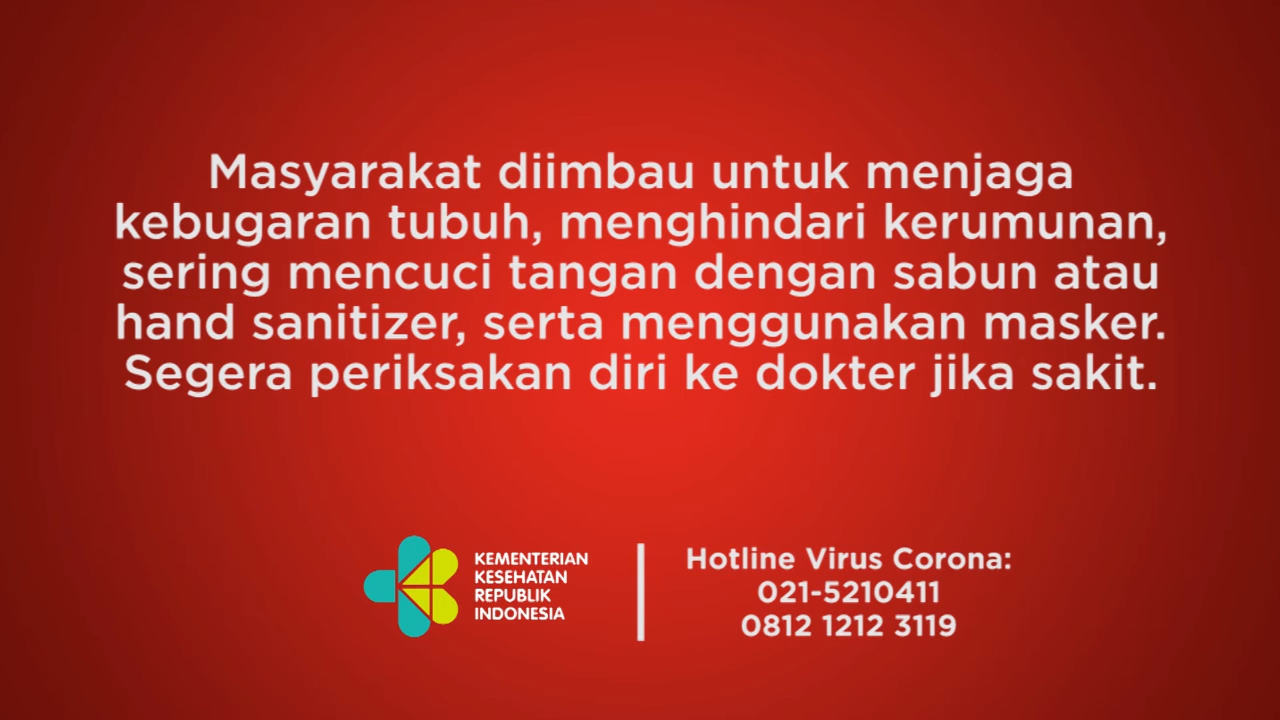 Masyarakat diimbau untuk menjaga
kebugaran tubuh, menghindari kerumunan,
sering mencuci tangan dengan sabun atau
hand sanitizer, serta menggunakan masker.
Segera periksakan diri ke dokter jika sakit.
KEMENTERIAN
KESEHATAN
REPUBLIK
INDONESIA
Hotline Virus Corona:
021-5210411
0812 1212 3119